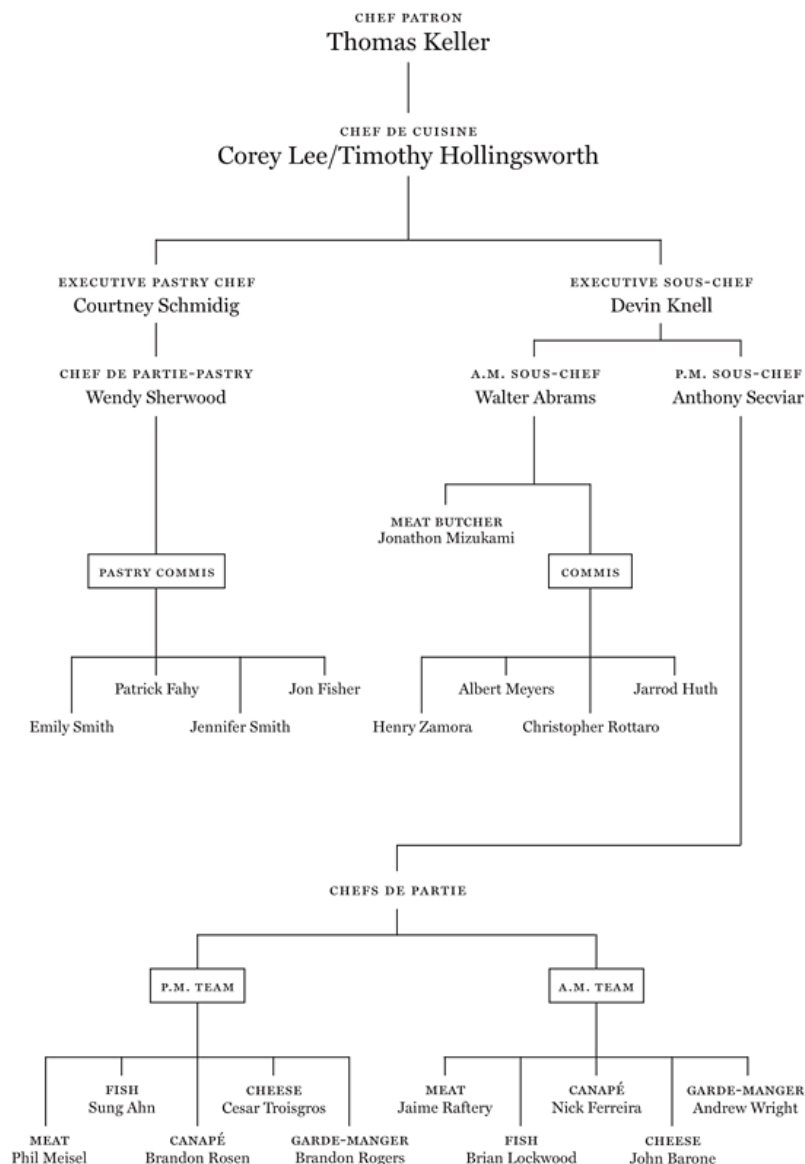 CHEF PATRON
Thomas Keller
CHEF DE CUISINE
Corey Lee/Timothy Hollingsworth
EXECUTIVE PASTRY CHEF
Courtney Schmidig
EXECUTIVE SOUS-CHEF
Devin Knell
CHEF DE PARTIE-PASTRY
Wendy Sherwood
A.M. SOUS-CHEF
Walter Abrams
P.M. SOUS-CHEF
Anthony Secviar
MEAT BUTCHER
Jonathon Mizukami
PASTRY COMMIS
COMMIS
Patrick Fahy
Jon Fisher
Emily Smith
Jennifer Smith
Albert Meyers
Jarrod Huth
Henry Zamora
Christopher Rottaro
CHEFS DE PARTIE
P.M. TEAM
A.M. TEAM
FISH
Sung Ahn
CHEESE
Cesar Troisgros
MEAT
Phil Meisel
CANAPÉ
Brandon Rosen
GARDE-MANGER
Brandon Rogers
MEAT
Jaime Raftery
CANAPÉ
Nick Ferreira
GARDE-MANGER
Andrew Wright
FISH
Brian Lockwood
CHEESE
John Barone